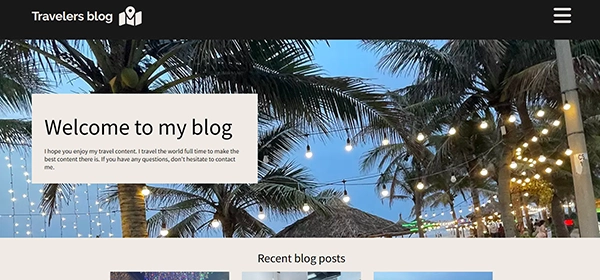 Travelers blog
Welcome to my blog
I hope you enjoy my travel content. I travel the world full time to make the
best content there is. If you have any questions, don't hesitate to contact
me.
Recent blog posts